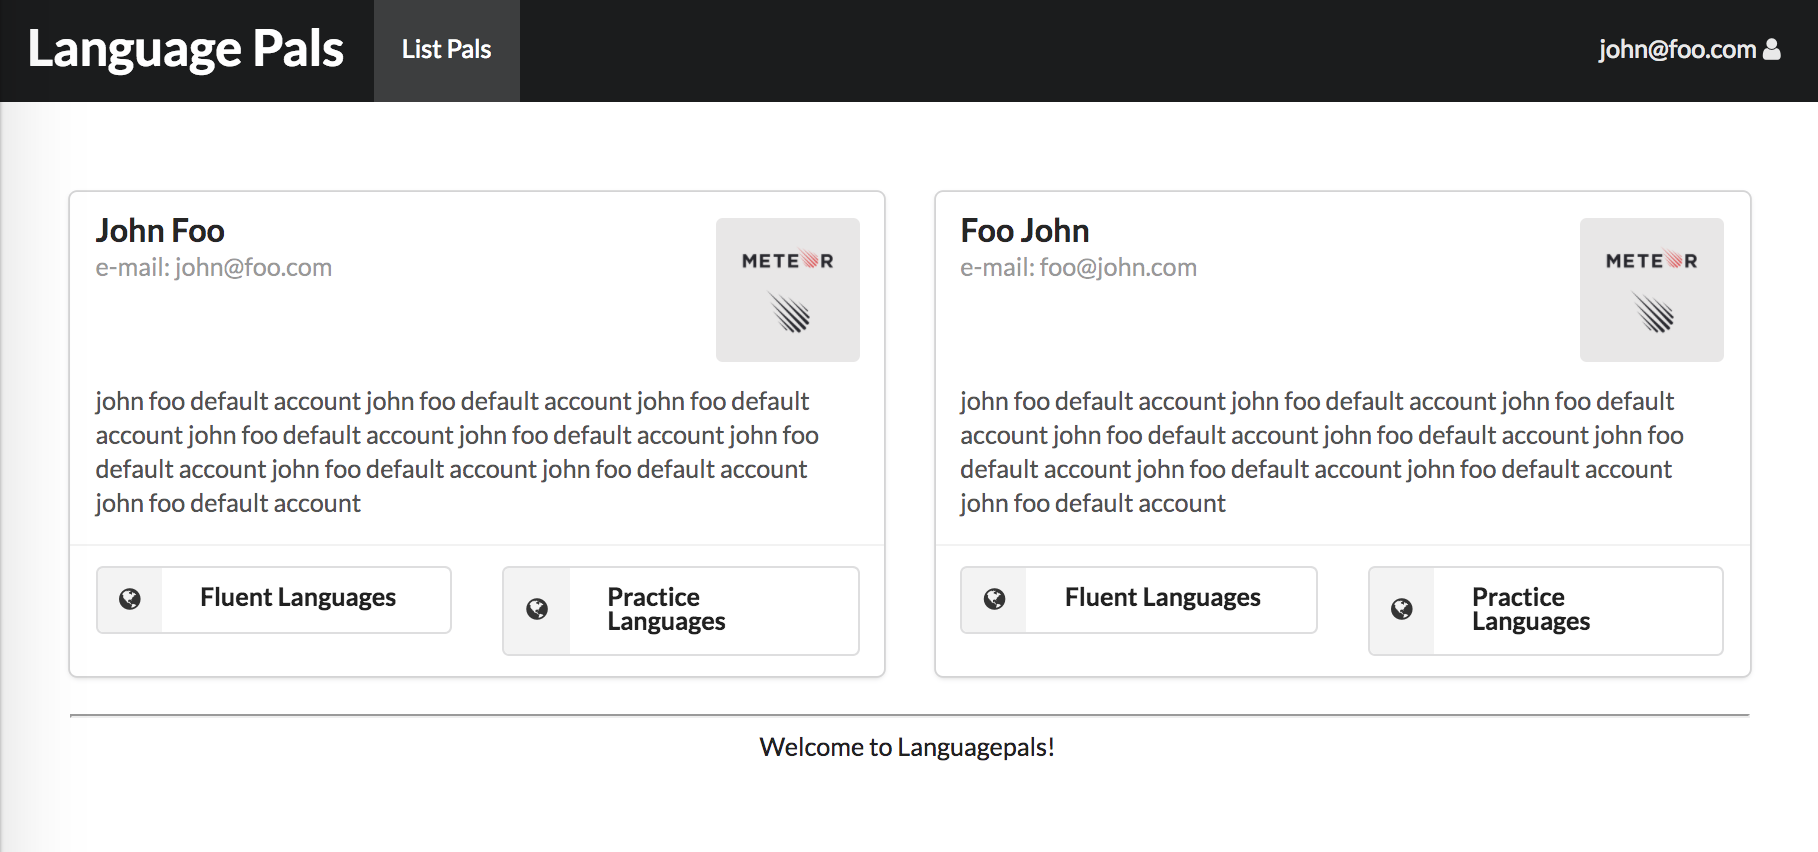 Language Pals
List Pals
john@foo.com
John Foo
e-mail: john@foo.com
METEOR
john foo default account john foo default account john foo default
account john foo default account john foo default account john foo
default account john foo default account john foo default account
john foo default account
Fluent Languages
Practice
Languages
Foo John
e-mail: foo@john.com
METEOR
john foo default account john foo default account john foo default
account john foo default account john foo default account john foo
default account john foo default account john foo default account
john foo default account
Fluent Languages
Practice
Languages
Welcome to Languagepals!